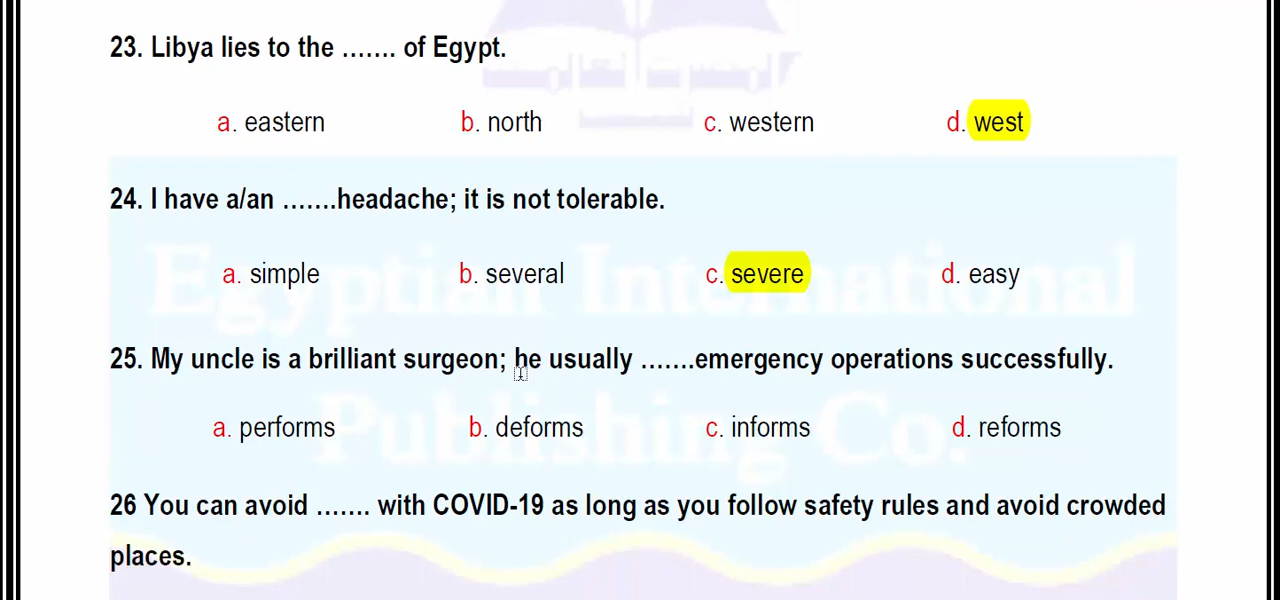 23. Libya lies to the ……. of Egypt.
a. eastern b. north c. western d. west
24. I have a/an …….headache; it is not tolerable.
a. simple b. several c. severe d. easy
25. My uncle is a brilliant surgeon; he usually …….emergency operations successfully.
a. performs b. deforms c. informs d. reforms
26 You can avoid ……. with COVID-19 as long as you follow safety rules and avoid crowded
places.
Egyptian International
Publishing Co.